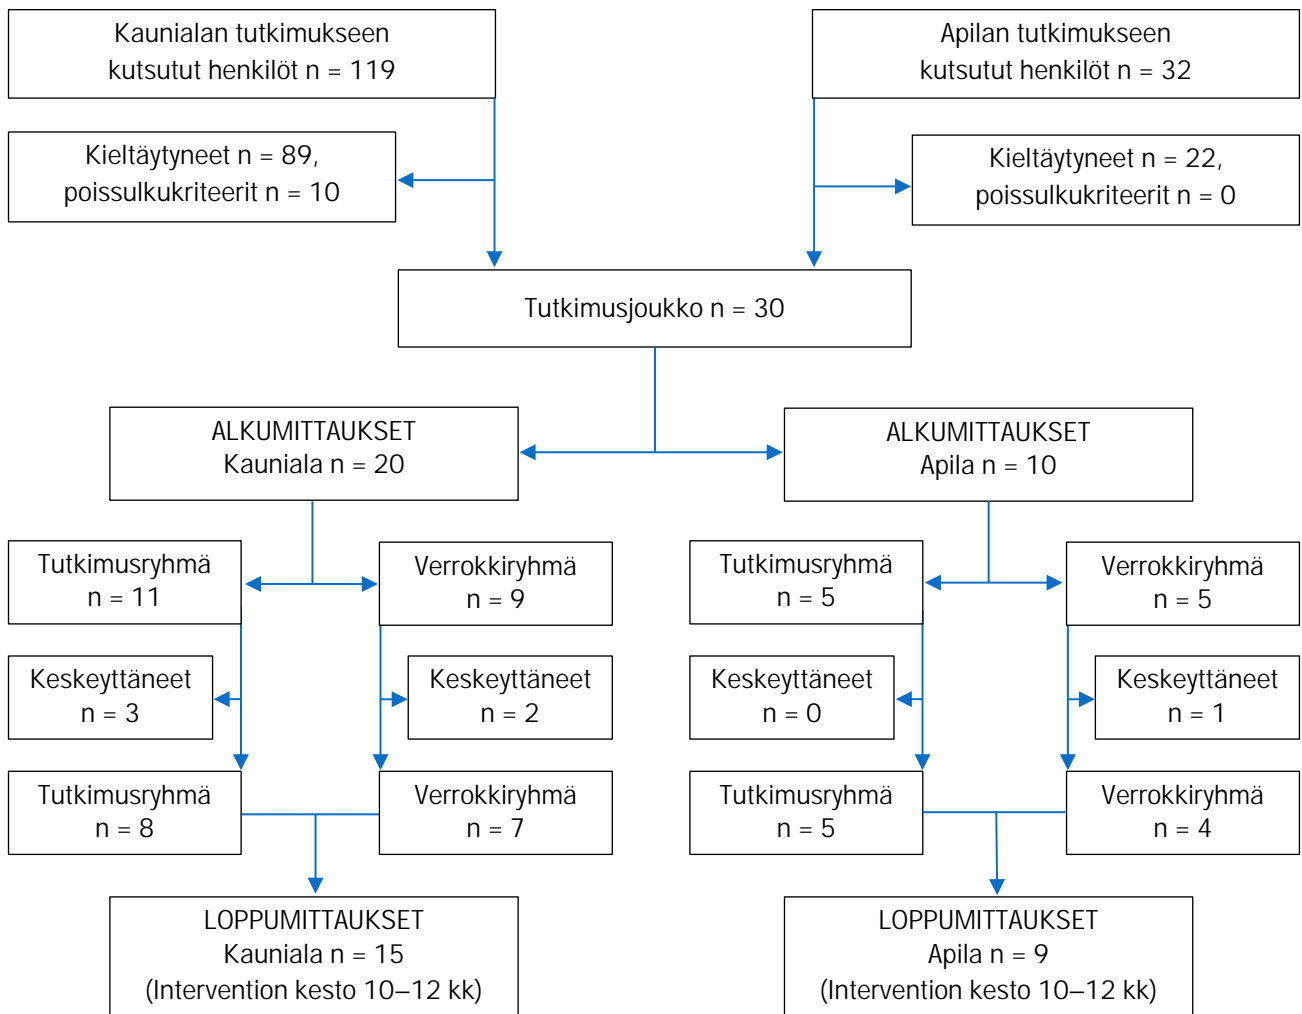 Kaunialan tutkimukseen
kutsutut henkilöt n = 119
Apilan tutkimukseen
kutsutut henkilöt n = 32
Kieltäytyneet n = 89,
poissulkukriteerit n = 10
Kieltäytyneet n = 22,
poissulkukriteerit n = 0
Tutkimusjoukko n = 30
ALKUMITTAUKSET
Kauniala n = 20
ALKUMITTAUKSET
Apila n = 10
Tutkimusryhmä
n = 11
Verrokkiryhmä
n = 9
Tutkimusryhmä
n = 5
Verrokkiryhmä
n = 5
Keskeyttäneet
n = 3
Keskeyttäneet
n = 2
Keskeyttäneet
n = 0
Keskeyttäneet
n = 1
Tutkimusryhmä
n = 8
Verrokkiryhmä
n = 7
Tutkimusryhmä
n = 5
Verrokkiryhmä
n = 4
LOPPUMITTAUKSET
Kauniala n = 15
(Intervention kesto 10–12 kk)
LOPPUMITTAUKSET
Apila n = 9
(Intervention kesto 10–12 kk)